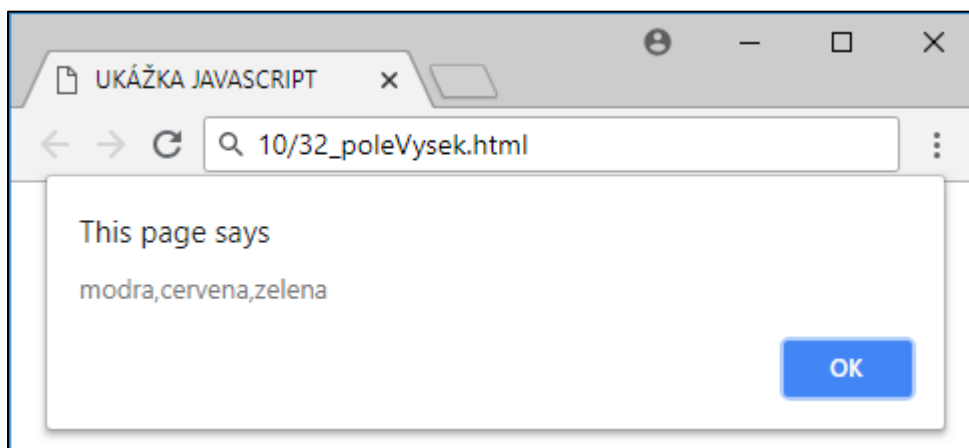 UKÁŽKA JAVASCRIPT
10/32_poleVysek.html
This page says
modra,cervena,zelena
OK